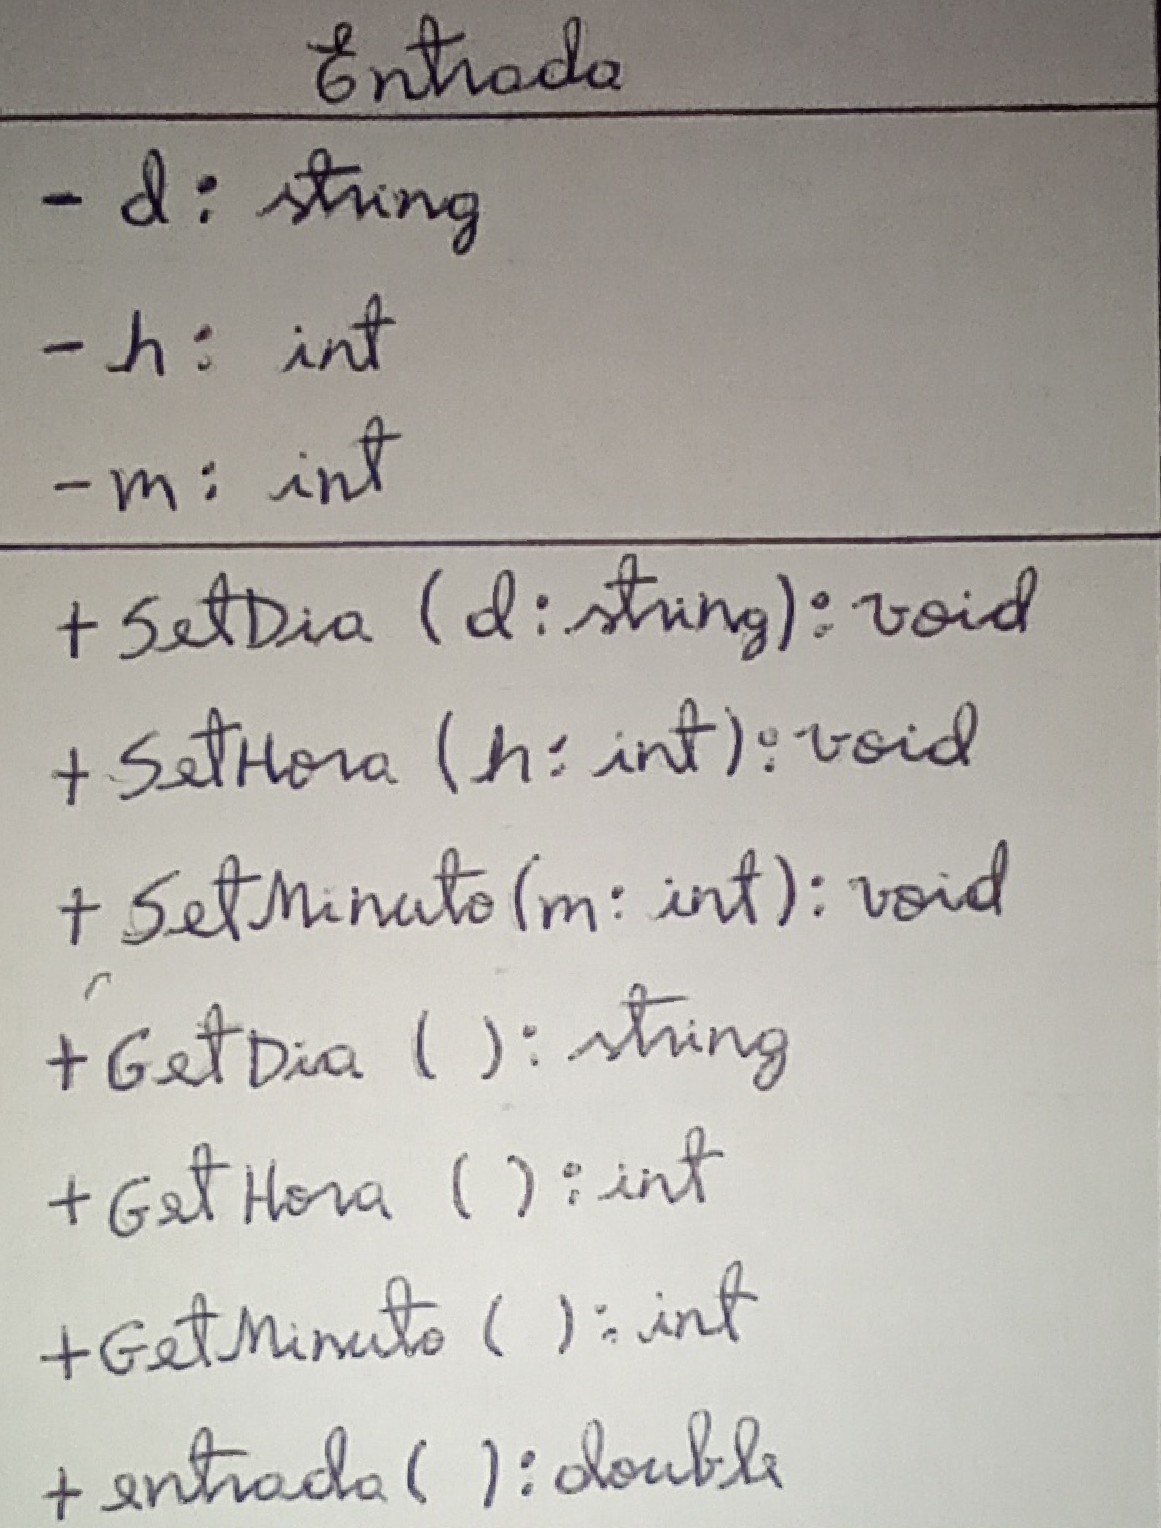 Entrada
- d: string
- h: int
- m: int
+ SetDia (d: string): void
+ SetHora (h: int): void
+ SetMinuto (m: int): void
+ GetDia ( ): string
+ GetHora ( ): int
+ GetMinuto ( ): int
+ entrada ( ): double